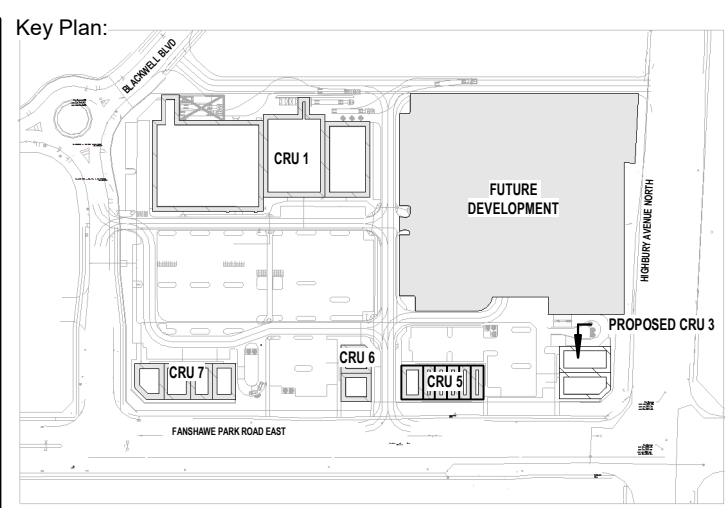 Key Plan:
BLACKWELL BLVD
CRU 1
FUTURE
DEVELOPMENT
HIGHBURY AVENUE NORTH
PROPOSED CRU 3
CRU 6
CRU 7
CRU 5
FANSHAWE PARK ROAD EAST